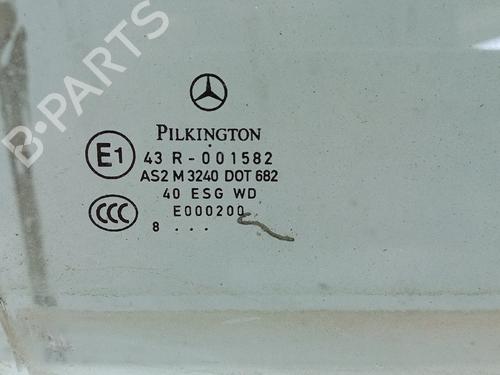 B-PARTS
PILKINGTON
E1
43 R-001582
AS2 M 3240 DOT 682
40 ESG WD
CCC
E000200
8 ...